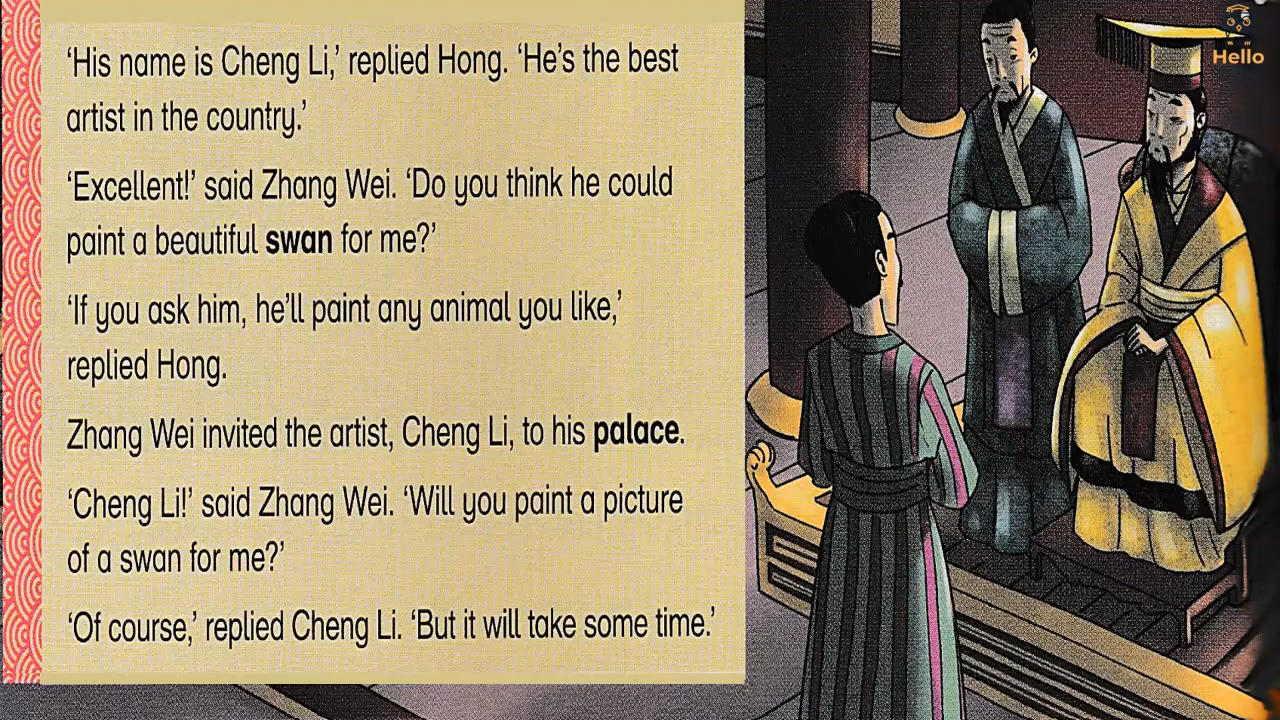 ‘His name is Cheng Li,’ replied Hong. ‘He’s the best
artist in the country.’
‘Excellent!’ said Zhang Wei. ‘Do you think he could
paint a beautiful swan for me?’
‘If you ask him, he’ll paint any animal you like,’
replied Hong.
Zhang Wei invited the artist, Cheng Li, to his palace.
‘Cheng Li!’ said Zhang Wei. ‘Will you paint a picture
of a swan for me?’
‘Of course,’ replied Cheng Li. ‘But it will take some time.’
Hello